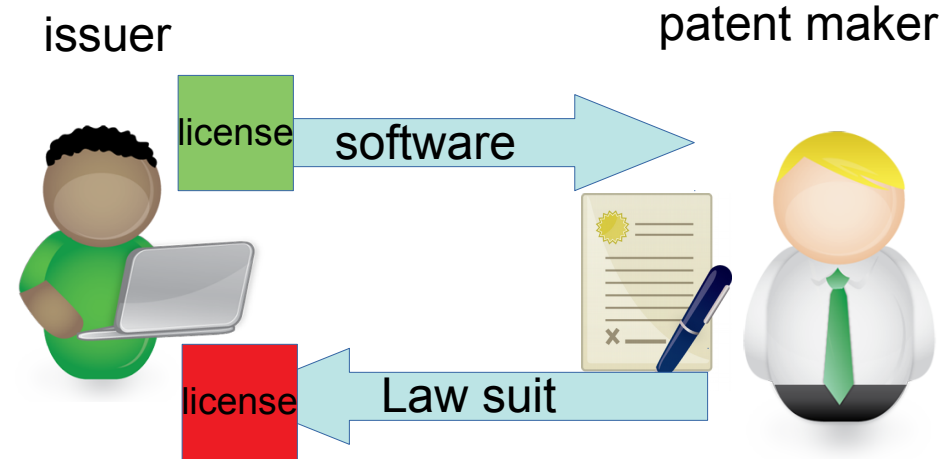 issuer
patent maker
license
software
license
Law suit